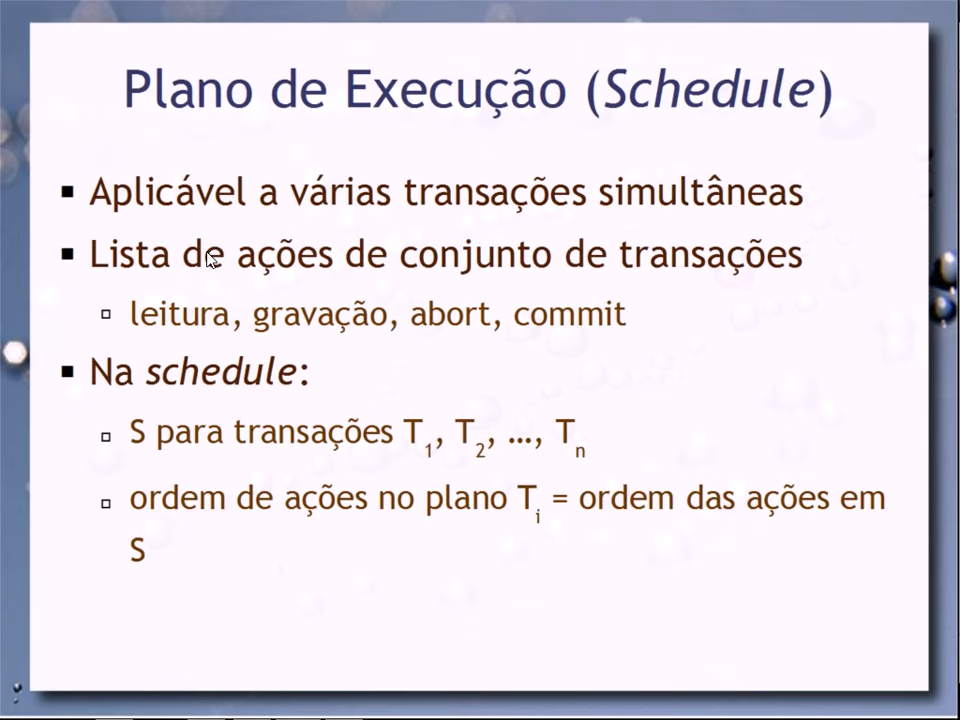 Plano de Execução (Schedule)
Aplicável a várias transações simultâneas
Lista de ações de conjunto de transações
leitura, gravação, abort, commit
Na schedule:
S para transações T1, T2, …, Tn
ordem de ações no plano Ti = ordem das ações em
S